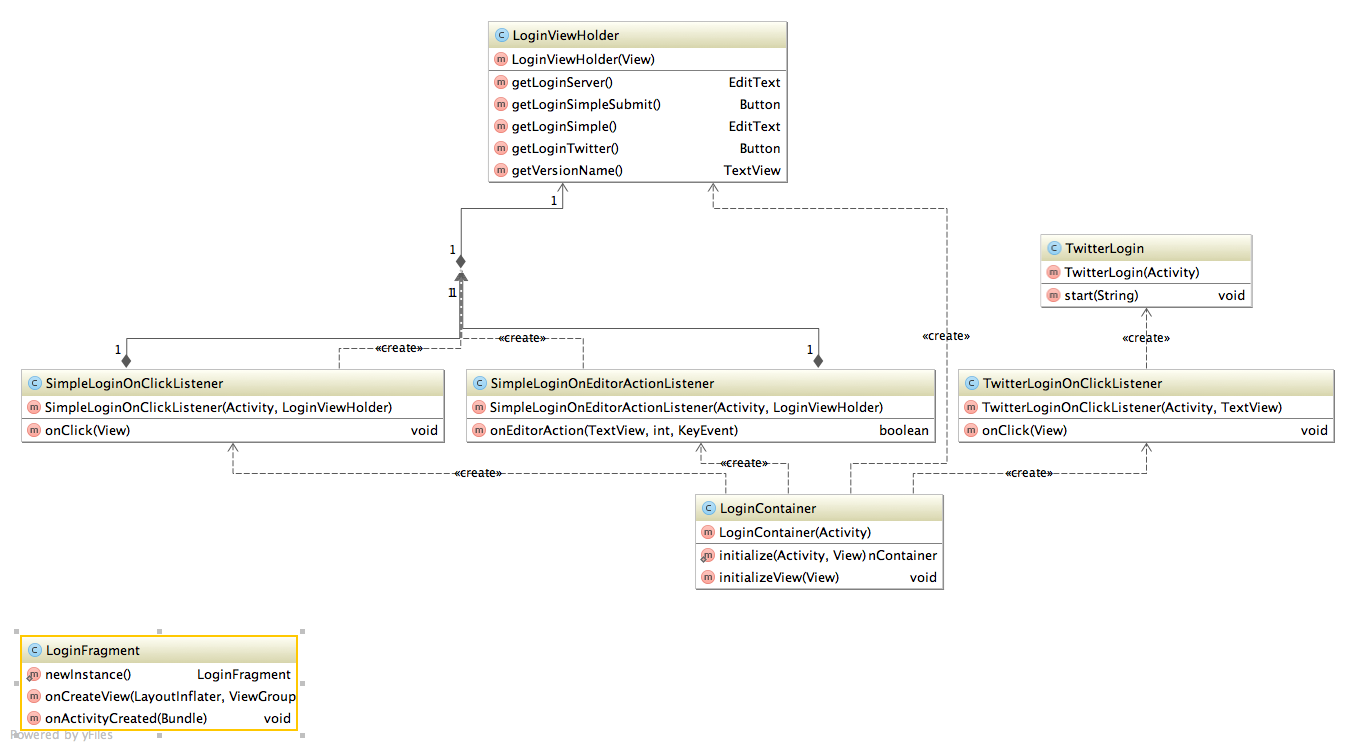 LoginViewHolder
LoginViewHolder(View)
getLoginServer() EditText
getLoginSimpleSubmit() Button
getLoginSimple() EditText
getLoginTwitter() Button
getVersionName() TextView
1
1
1
1
TwitterLogin
TwitterLogin(Activity)
start(String) void
«create»
«create»
1
«create»
«create»
1
SimpleLoginOnClickListener
SimpleLoginOnClickListener(Activity, LoginViewHolder)
onClick(View) void
SimpleLoginOnEditorActionListener
SimpleLoginOnEditorActionListener(Activity, LoginViewHolder)
onEditorAction(TextView, int, KeyEvent) boolean
TwitterLoginOnClickListener
TwitterLoginOnClickListener(Activity, TextView)
onClick(View) void
«create»
«create»
«create»
LoginContainer
LoginContainer(Activity)
initialize(Activity, View) nContainer
initializeView(View) void
LoginFragment
newInstance() LoginFragment
onCreateView(LayoutInflater, ViewGroup
onActivityCreated(Bundle) void
Powered by yFiles